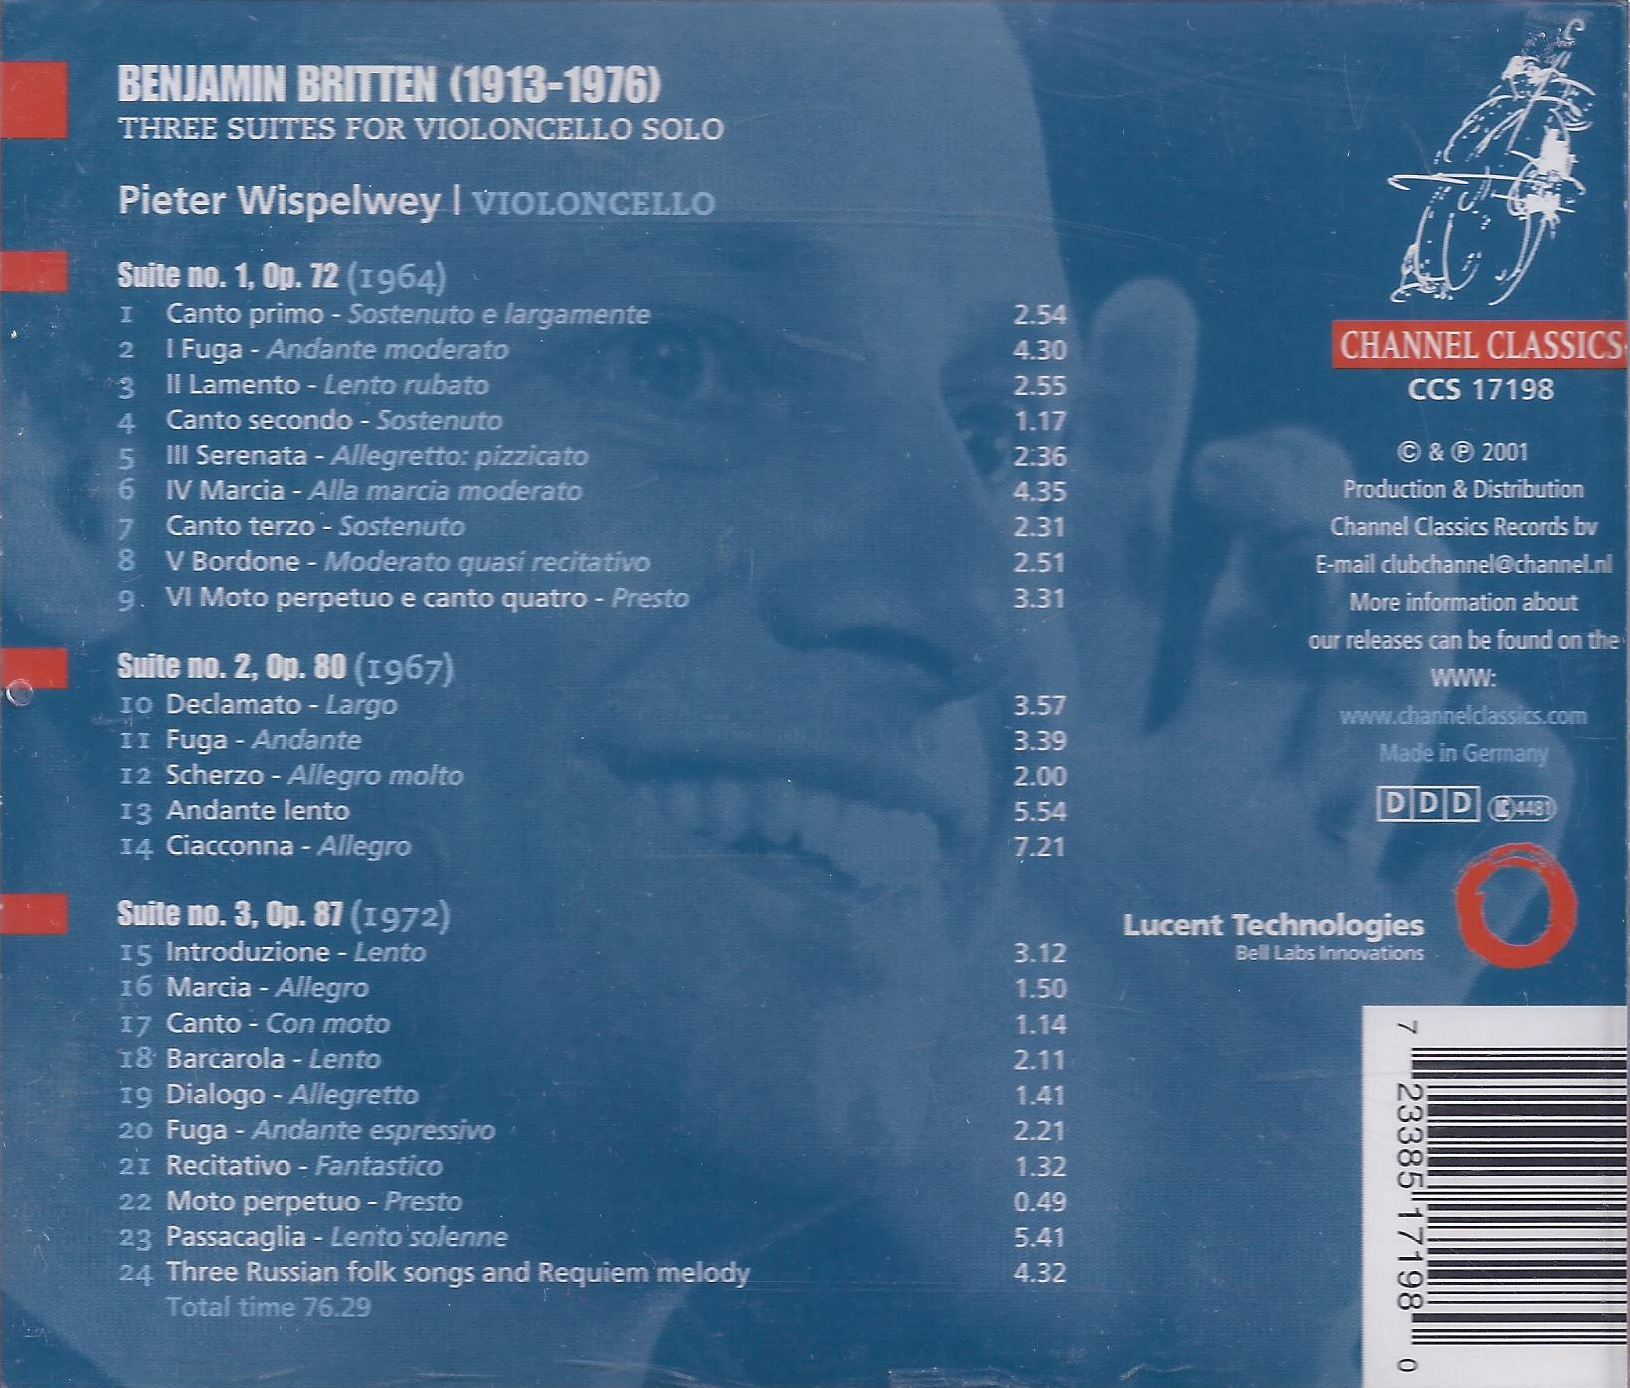 BENJAMIN BRITTEN (1913-1976)
THREE SUITES FOR VIOLONCELLO SOLO
Pieter Wispelwey | VIOLONCELLO
Suite no. 1, Op. 72 (1964)
1 Canto primo - Sostenuto e largamente 2.54
2 I Fuga - Andante moderato 4.30
3 II Lamento - Lento rubato 2.55
4 Canto secondo - Sostenuto 1.17
5 III Serenata - Allegretto: pizzicato 2.36
6 IV Marcia - Alla marcia moderato 4.35
7 Canto terzo - Sostenuto 2.31
8 V Bordone - Moderato quasi recitativo 2.51
9 VI Moto perpetuo e canto quatro - Presto 3.31
Suite no. 2, Op. 80 (1967)
10 Declamato - Largo 3.57
11 Fuga - Andante 3.39
12 Scherzo - Allegro molto 2.00
13 Andante lento 5.54
14 Ciacconna - Allegro 7.21
Suite no. 3, Op. 87 (1972)
15 Introduzione - Lento 3.12
16 Marcia - Allegro 1.50
17 Canto - Con moto 1.14
18 Barcarola - Lento 2.11
19 Dialogo - Allegretto 1.41
20 Fuga - Andante espressivo 2.21
21 Recitativo - Fantastico 1.32
22 Moto perpetuo - Presto 0.49
23 Passacaglia - Lento solenne 5.41
24 Three Russian folk songs and Requiem melody 4.32
Total time 76.29
CHANNEL CLASSICS
CCS 17198
© & ℗ 2001
Production & Distribution
Channel Classics Records bv
E-mail clubchannel@channel.nl
More information about
our releases can be found on the
WWW:
www.channelclassics.com
Made in Germany
DDD LC 4481
Lucent Technologies
Bell Labs Innovations
7 23385 17198 0